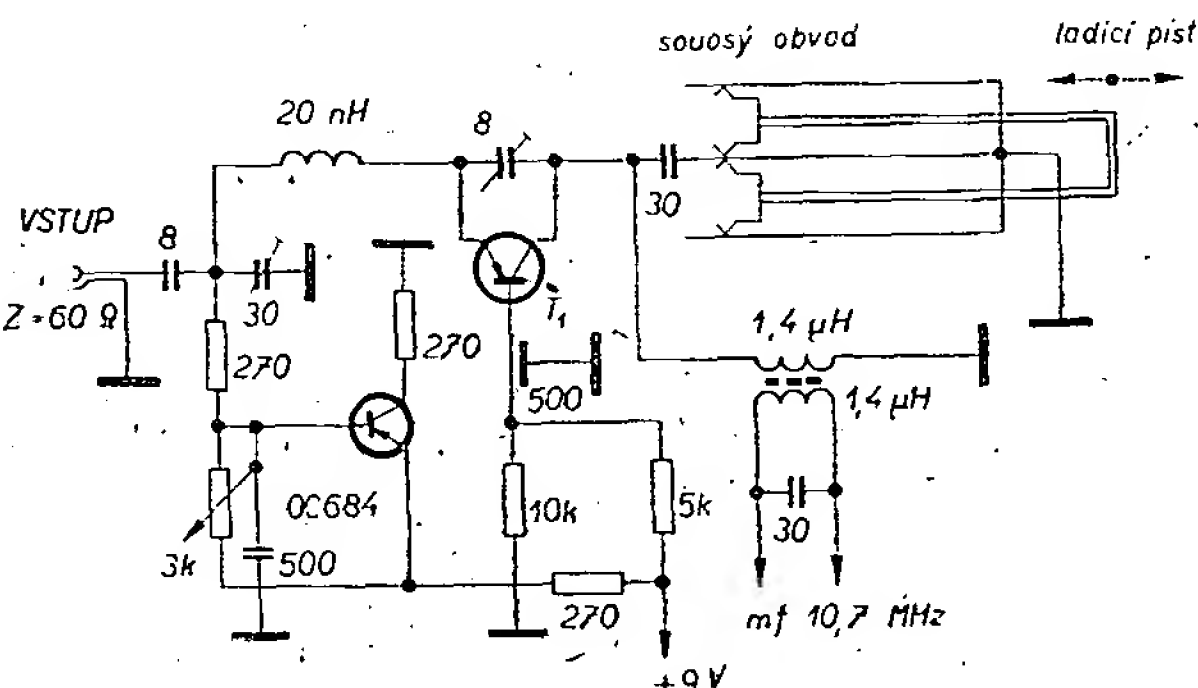 souosý obvod
ladicí píst
20 nH
8
30
VSTUP
8
Z=60 Ω
30
270
270
T₁
500
1,4 μH
1,4 μH
OC684
10k
5k
30
3k
500
270
mf 10,7 MHz
+9V